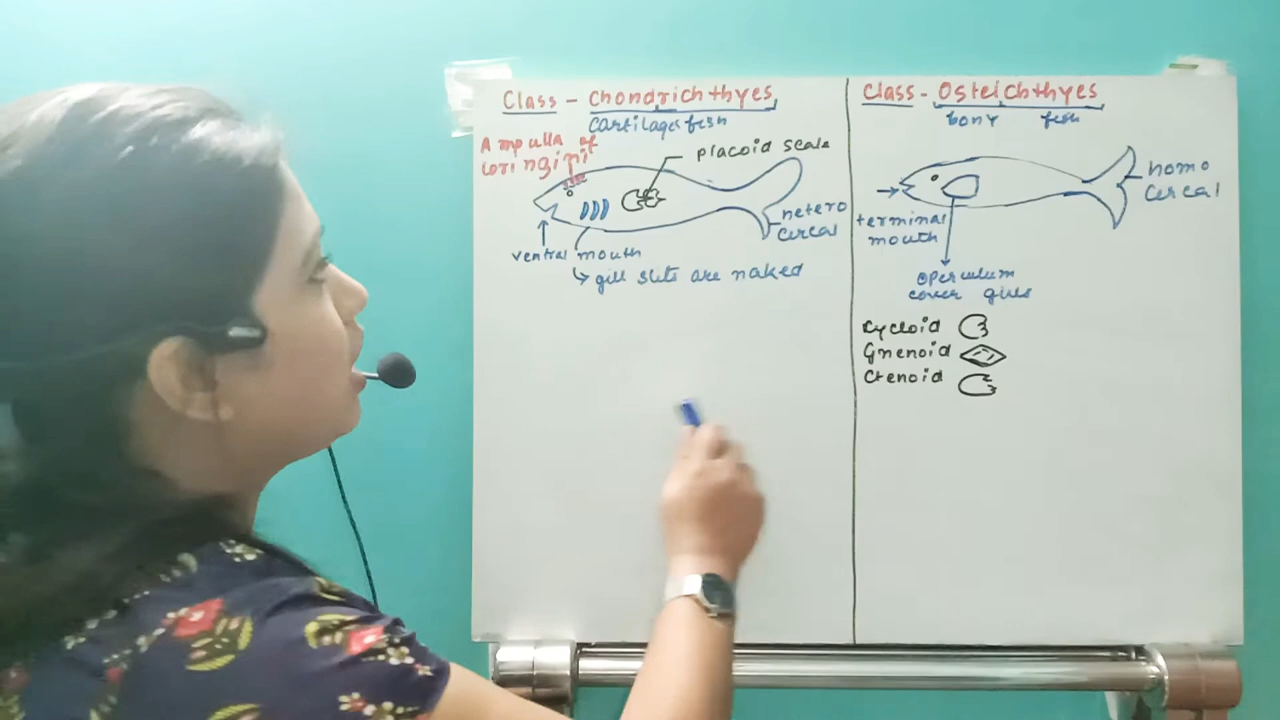 Class - Chondrichthyes
Cartilage fish
Ampulla of
loringini
placoid scale
hetero
cercal
ventral mouth
gill slits are naked
Class - Osteichthyes
bony fish
homo
cercal
terminal
mouth
operculum
cover gills
Cycloid
Gnenoid
Ctenoid